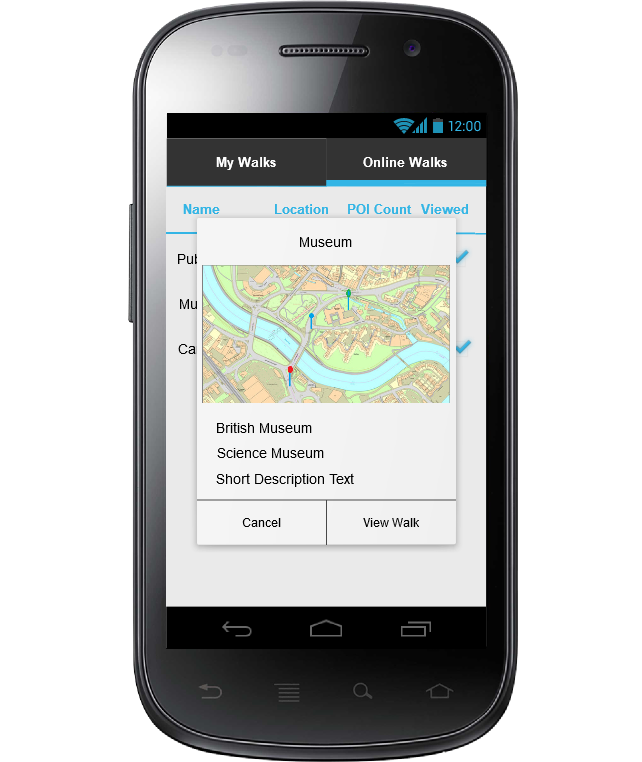 12:00
My Walks Online Walks
Name Location POI Count Viewed
Museum
Pub
Mu
Ca
British Museum
Science Museum
Short Description Text
Cancel View Walk